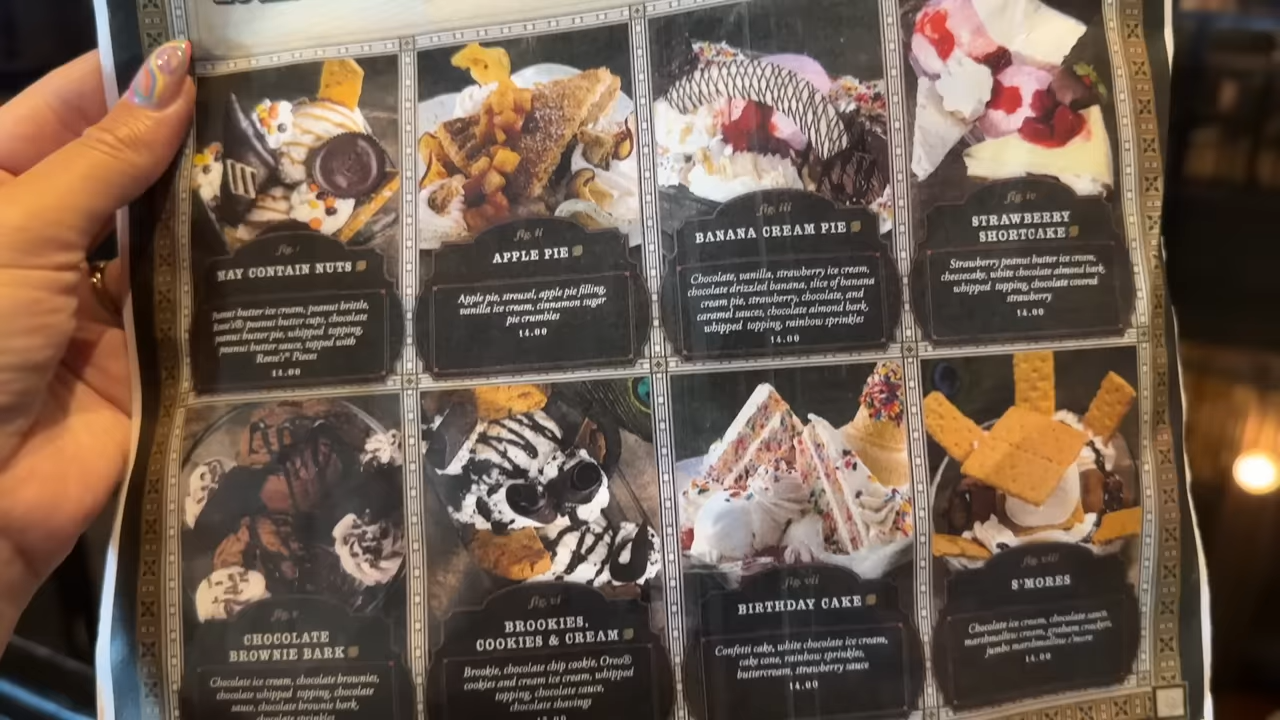 fig. i
MAY CONTAIN NUTS
Peanut butter ice cream, peanut brittle,
Reese's® peanut butter cups, chocolate
peanut butter pie, whipped topping,
peanut butter sauce, topped with
Reese's® Pieces
14.00
fig. ii
APPLE PIE
Apple pie, streusel, apple pie filling,
vanilla ice cream, cinnamon sugar
pie crumbles
14.00
fig. iii
BANANA CREAM PIE
Chocolate, vanilla, strawberry ice cream,
chocolate drizzled banana, slice of banana
cream pie, strawberry, chocolate, and
caramel sauces, chocolate almond bark,
whipped topping, rainbow sprinkles
14.00
fig. iv
STRAWBERRY
SHORTCAKE
Strawberry peanut butter ice cream,
cheesecake, white chocolate almond bark,
whipped topping, chocolate covered
strawberry
14.00
fig. v
CHOCOLATE
BROWNIE BARK
Chocolate ice cream, chocolate brownies,
chocolate whipped topping, chocolate
sauce, chocolate brownie bark,
chocolate sprinkles
fig. vi
BROOKIES,
COOKIES & CREAM
Brookie, chocolate chip cookie, Oreo®
cookies and cream ice cream, whipped
topping, chocolate sauce,
chocolate shavings
fig. vii
BIRTHDAY CAKE
Confetti cake, white chocolate ice cream,
cake cone, rainbow sprinkles,
buttercream, strawberry sauce
14.00
fig. viii
S'MORES
Chocolate ice cream, chocolate sauce,
marshmallow cream, graham crackers,
jumbo marshmallow s'more
14.00